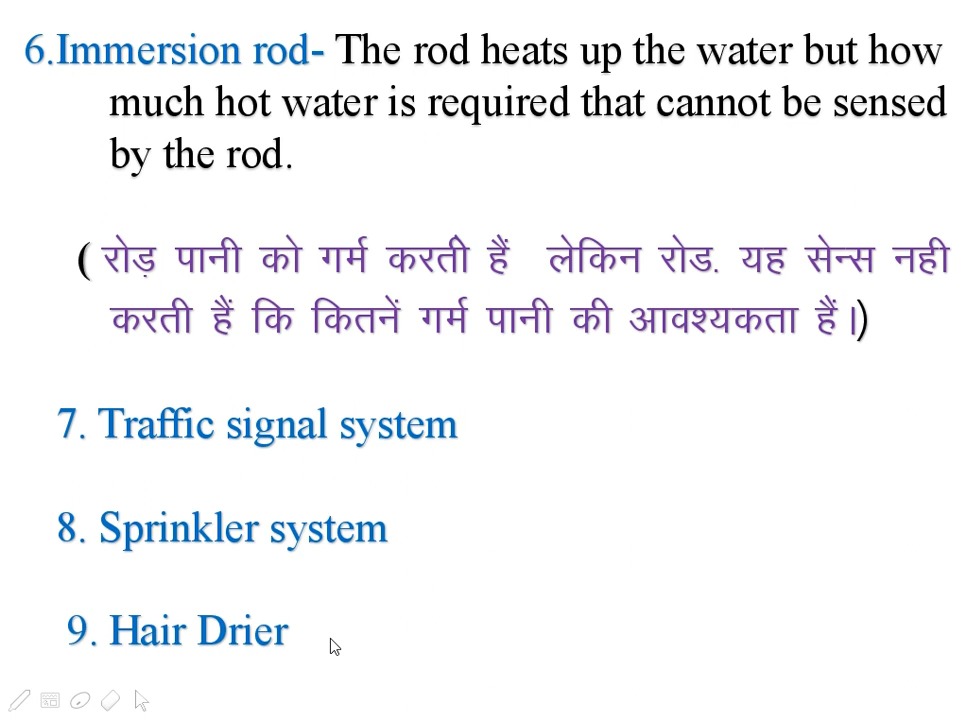 6.Immersion rod- The rod heats up the water but how
much hot water is required that cannot be sensed
by the rod.
( रोड़ पानी को गर्म करतीं हैं लेकिन रोड. यह सेन्स नही
करती हैं कि कितनें गर्म पानी की आवश्यकता हैं।)
7. Traffic signal system
8. Sprinkler system
9. Hair Drier